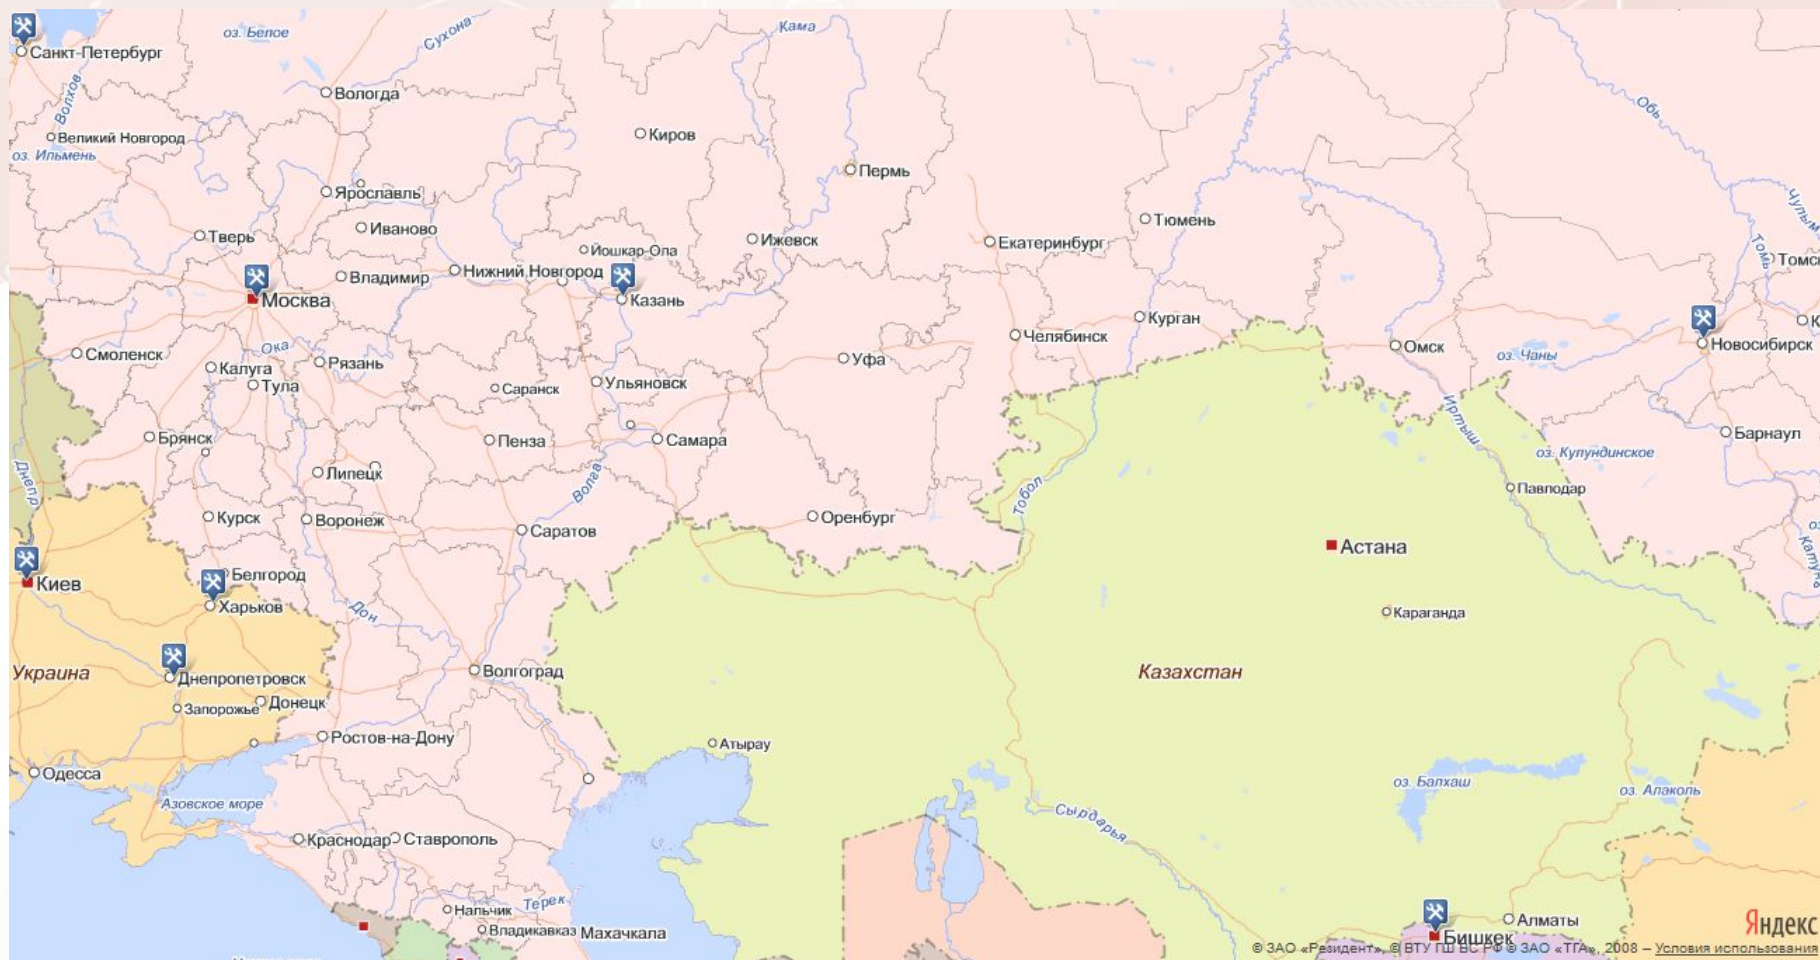 Санкт-Петербург
оз. Белое
Сухона
Кама
Волхов
Вологда
Обь
Великий Новгород
Киров
оз. Ильмень
Пермь
Ярославль
Чулым
Тверь
Иваново
Йошкар-Ола
Ижевск
Екатеринбург
Тюмень
Томь
Владимир
Нижний Новгород
Москва
Казань
Курган
Смоленск
Ока
Рязань
Калуга
Тула
Саранск
Ульяновск
Уфа
Челябинск
Омск
оз. Чаны
Новосибирск
Брянск
Пенза
Самара
Иртыш
Барнаул
Днепр
Липецк
Волга
Тобол
оз. Кулундинское
Павлодар
Курск
Воронеж
Саратов
Оренбург
Астана
Катунь
Киев
Белгород
Харьков
Дон
Караганда
Украина
Днепропетровск
Волгоград
Казахстан
Запорожье
Донецк
Ростов-на-Дону
Атырау
Одесса
Азовское море
оз. Балхаш
оз. Алаколь
Краснодар
Ставрополь
Сырдарья
Нальчик
Терек
Владикавказ
Махачкала
Алматы
Бишкек
Яндекс
© ЗАО «Резидент», © ВТУ ГШ ВС РФ © ЗАО «ТГА», 2008 – Условия использования